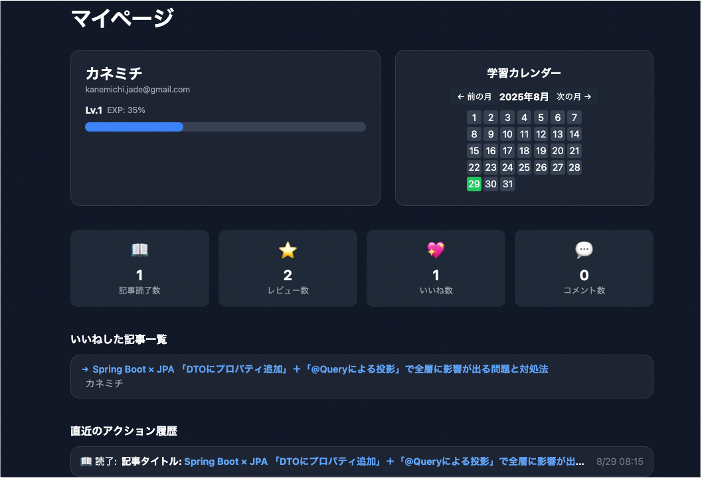 マイページ
カネミチ
kanemichi.jade@gmail.com
Lv.1 EXP: 35%
学習カレンダー
← 前の月 2025年8月 次の月 →
1 2 3 4 5 6 7
8 9 10 11 12 13 14
15 16 17 18 19 20 21
22 23 24 25 26 27 28
29 30 31
1
記事読了数
2
レビュー数
1
いいね数
0
コメント数
いいねした記事一覧
→ Spring Boot × JPA 「DTOにプロパティ追加」＋「@Queryによる投影」で全層に影響が出る問題と対処法
カネミチ
直近のアクション履歴
読了: 記事タイトル: Spring Boot × JPA 「DTOにプロパティ追加」＋「@Queryによる投影」で全層に影響が出... 8/29 08:15